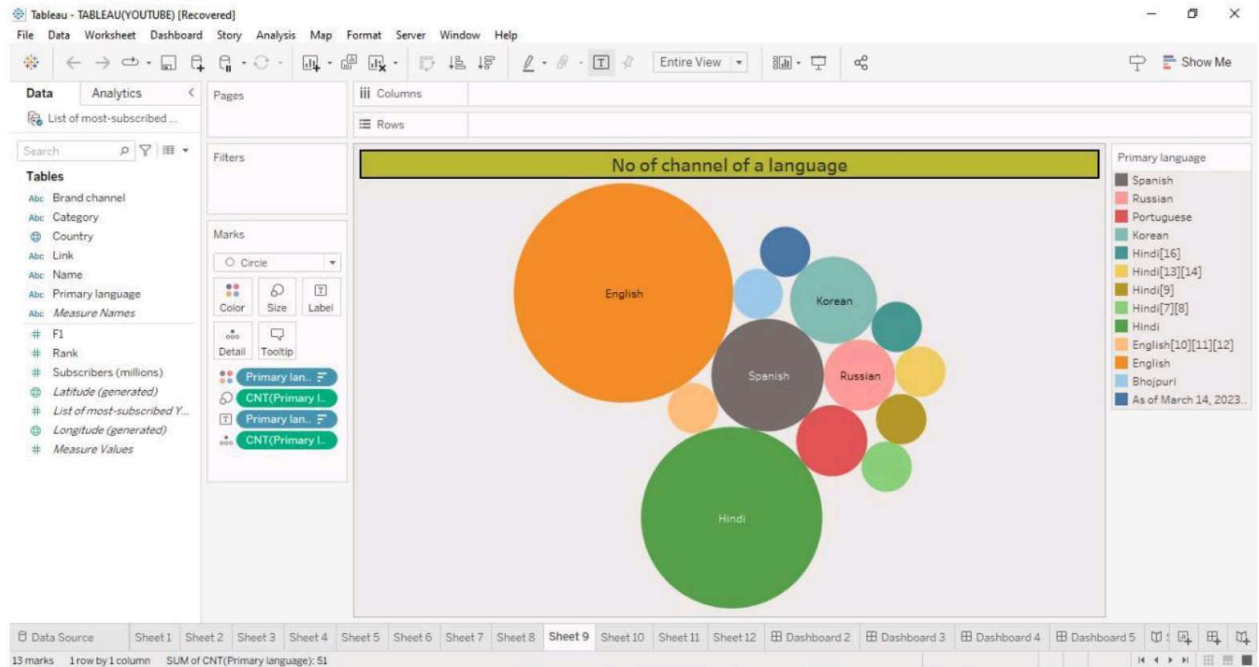 Tableau - TABLEAU(YOUTUBE) [Recovered]
File Data Worksheet Dashboard Story Analysis Map Format Server Window Help
Entire View
Show Me
Data Analytics
List of most-subscribed ...
Search
Tables
Abc Brand channel
Abc Category
Country
Abc Link
Abc Name
Abc Primary language
Abc Measure Names
# F1
# Rank
# Subscribers (millions)
Latitude (generated)
# List of most-subscribed Y...
Longitude (generated)
# Measure Values
Pages
Filters
Marks
Circle
Color Size Label
Detail Tooltip
Primary lan..
CNT(Primary l..
T Primary lan..
CNT(Primary l..
iii Columns
Rows
No of channel of a language
English
Korean
Spanish
Russian
Hindi
Primary language
Spanish
Russian
Portuguese
Korean
Hindi[16]
Hindi[13][14]
Hindi[9]
Hindi[7][8]
Hindi
English[10][11][12]
English
Bhojpuri
As of March 14, 2023..
Data Source Sheet 1 Sheet 2 Sheet 3 Sheet 4 Sheet 5 Sheet 6 Sheet 7 Sheet 8 Sheet 9 Sheet 10 Sheet 11 Sheet 12 Dashboard 2 Dashboard 3 Dashboard 4 Dashboard 5
13 marks 1 row by 1 column SUM of CNT(Primary language): 51